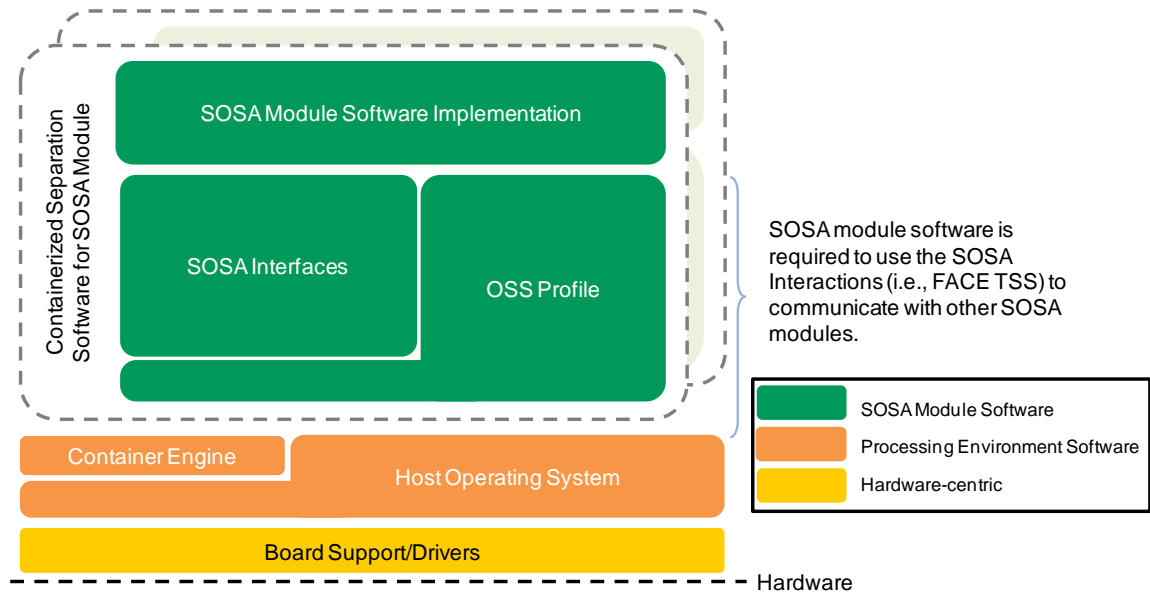 Containerized Separation
Software for SOSA Module
SOSA Module Software Implementation
SOSA Interfaces
OSS Profile
SOSA module software is
required to use the SOSA
Interactions (i.e., FACE TSS) to
communicate with other SOSA
modules.
SOSA Module Software
Processing Environment Software
Hardware-centric
Container Engine
Host Operating System
Board Support/Drivers
Hardware